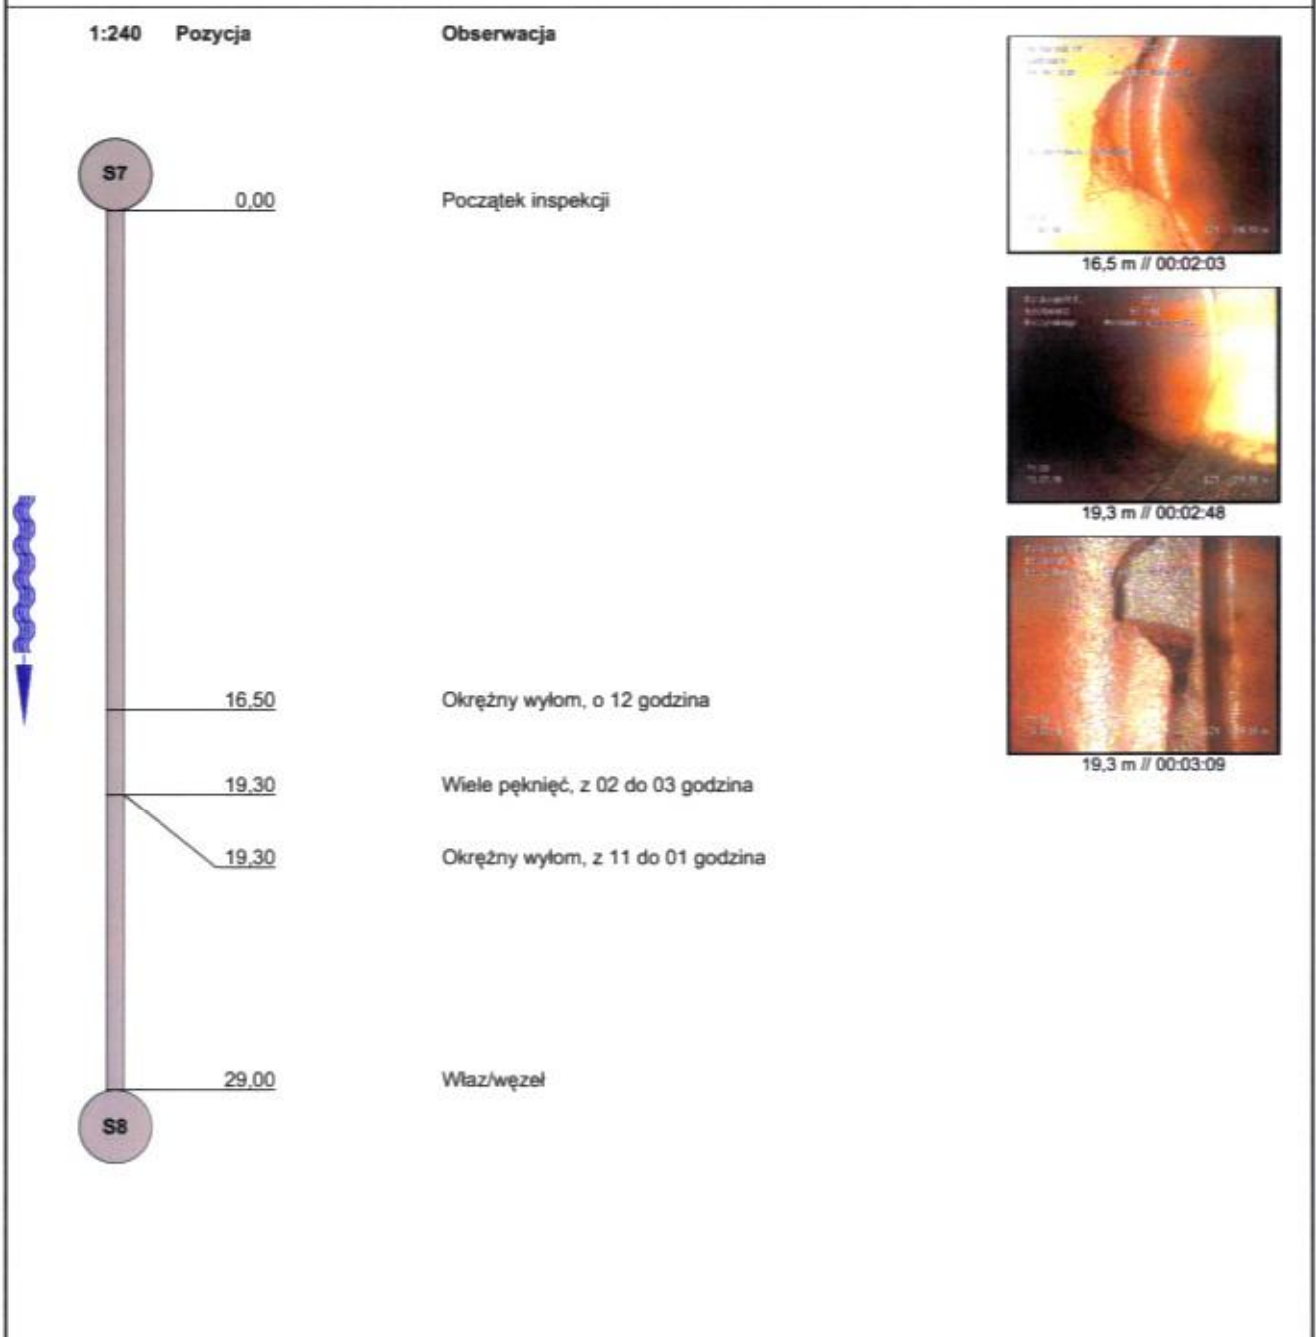 1:240 Pozycja Obserwacja
S7
0,00 Początek inspekcji
16,5 m // 00:02:03
19,3 m // 00:02:48
19,3 m // 00:03:09
16,50 Okrężny wyłom, o 12 godzina
19,30 Wiele pęknięć, z 02 do 03 godzina
19,30 Okrężny wyłom, z 11 do 01 godzina
29,00 Właz/węzeł
S8